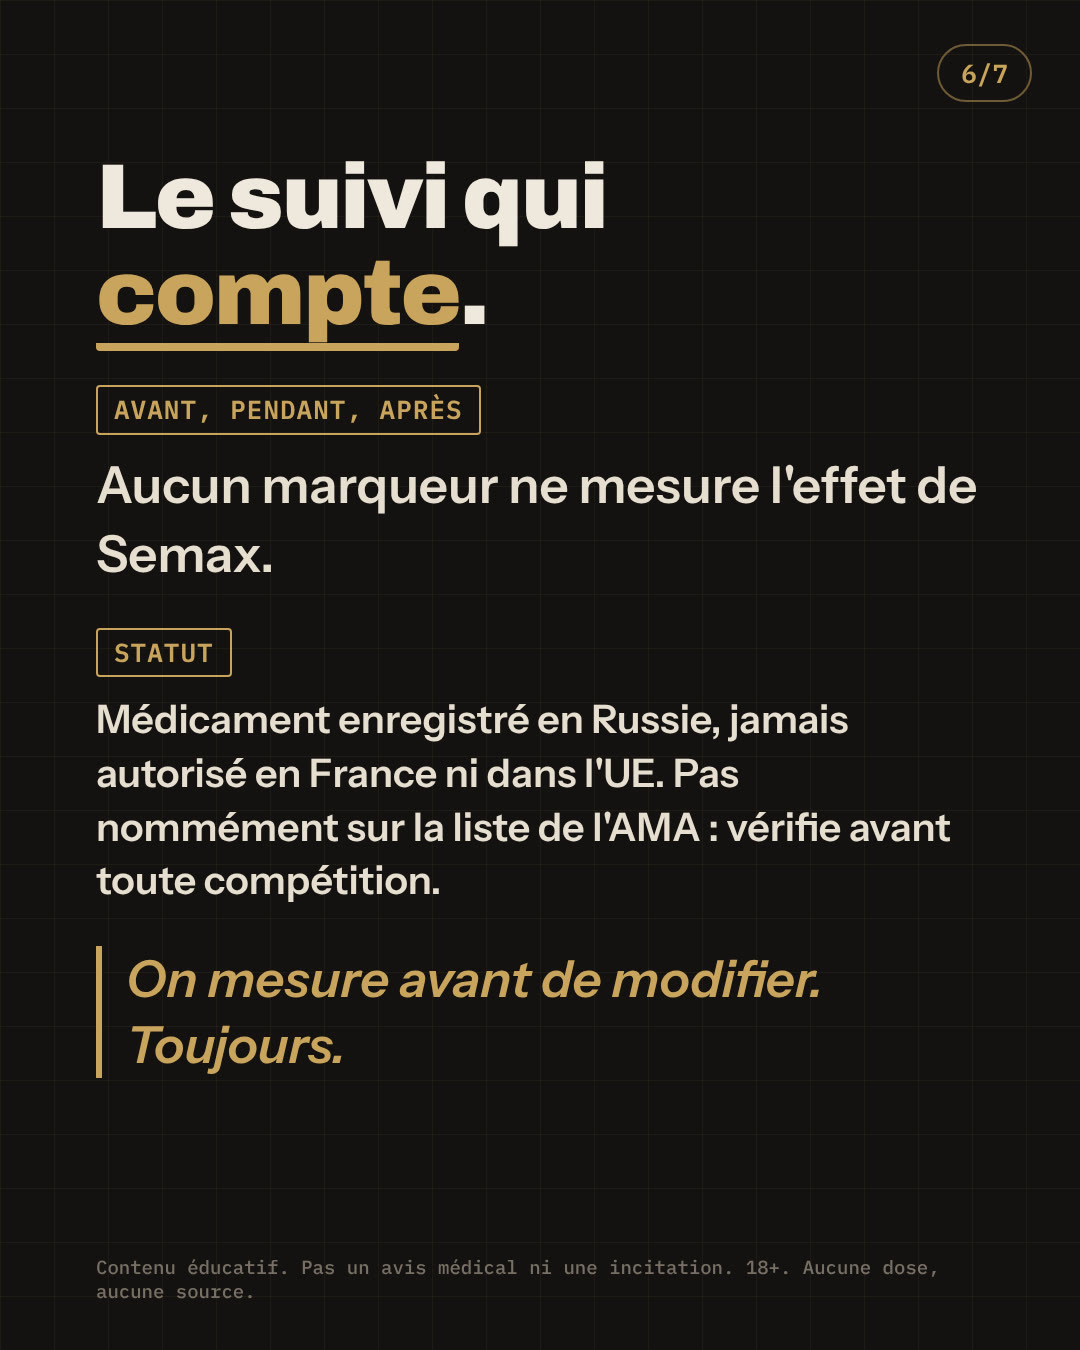 6/7
Le suivi qui
compte.
AVANT, PENDANT, APRÈS
Aucun marqueur ne mesure l'effet de
Semax.
STATUT
Médicament enregistré en Russie, jamais
autorisé en France ni dans l'UE. Pas
nommément sur la liste de l'AMA : vérifie avant
toute compétition.
On mesure avant de modifier.
Toujours.
Contenu éducatif. Pas un avis médical ni une incitation. 18+. Aucune dose,
aucune source.